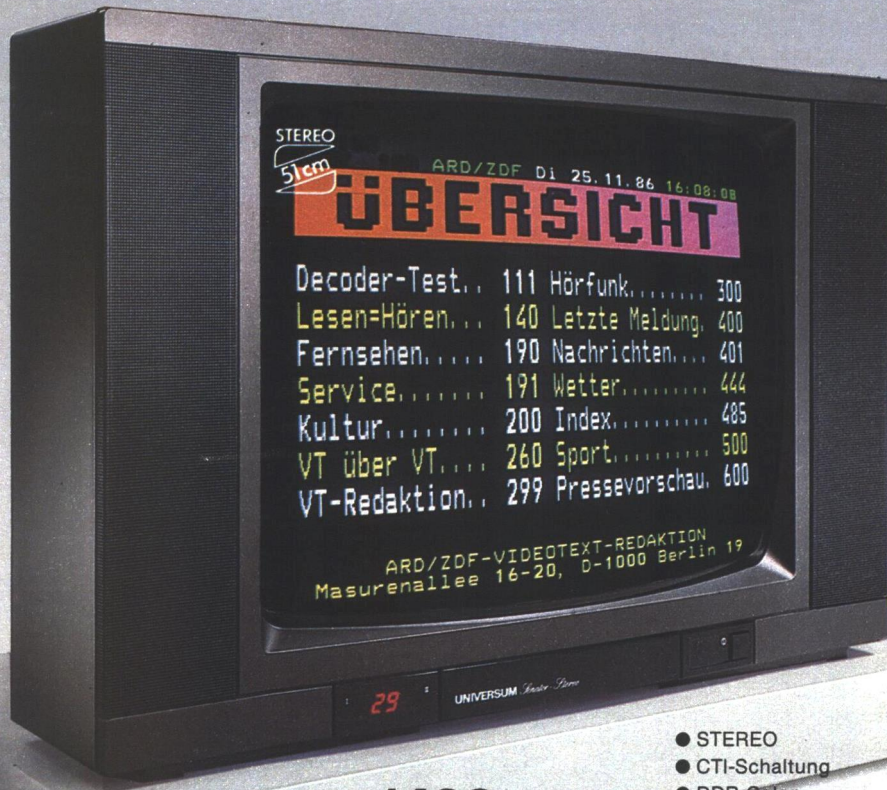 STEREO
51cm
ARD/ZDF Di 25.11.86 16:08:08
ÜBERSICHT
Decoder-Test.. 111 Hörfunk........ 300
Lesen=Hören... 140 Letzte Meldung. 400
Fernsehen..... 190 Nachrichten.... 401
Service....... 191 Wetter......... 444
Kultur........ 200 Index.......... 485
VT über VT.... 260 Sport.......... 500
VT-Redaktion.. 299 Pressevorschau. 600
ARD/ZDF-VIDEOTEXT-REDAKTION
Masurenallee 16-20, D-1000 Berlin 19
29
UNIVERSUM Senator-Stereo
● STEREO
● CTI-Schaltung